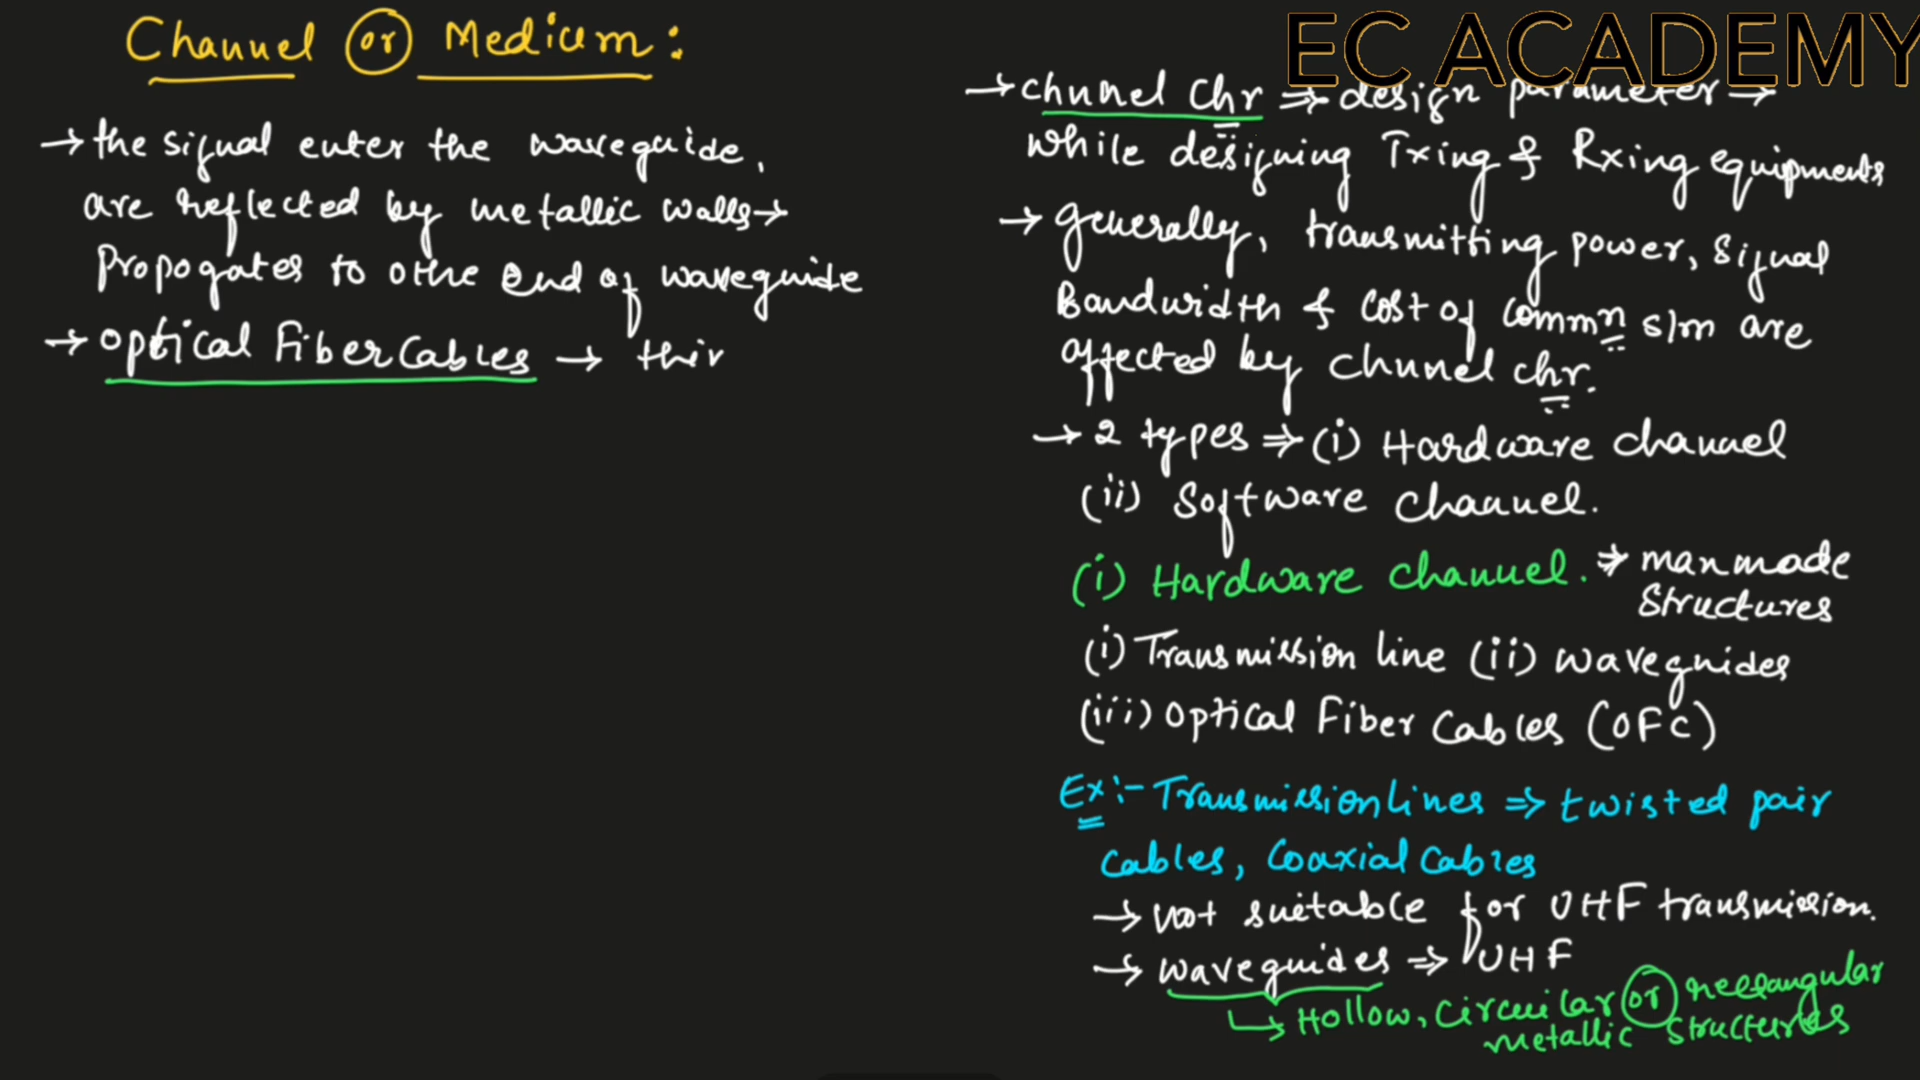 Channel or Medium:
→ the signal enter the waveguide,
are reflected by metallic walls →
Propogates to othe end of waveguide
→ Optical Fiber Cables → thir
EC ACADEMY
→ chunnel Chr ⇒ design parameter →
while designing Txing & Rxing equipments
→ generally, transmitting power, signal
Bandwidth & cost of commn s/m are
affected by chunnel chr.
→ 2 types ⇒ (i) Hardware channel
(ii) Software channel.
(i) Hardware channel. → manmade
structures
(i) Transmission line (ii) waveguides
(iii) Optical Fiber Cables (OFC)
Ex:- Transmission Lines ⇒ twisted pair
cables, Coaxial Cables
→ not suitable for UHF transmission.
→ waveguides ⇒ UHF
↳ Hollow, circular or rectangular
metallic structures